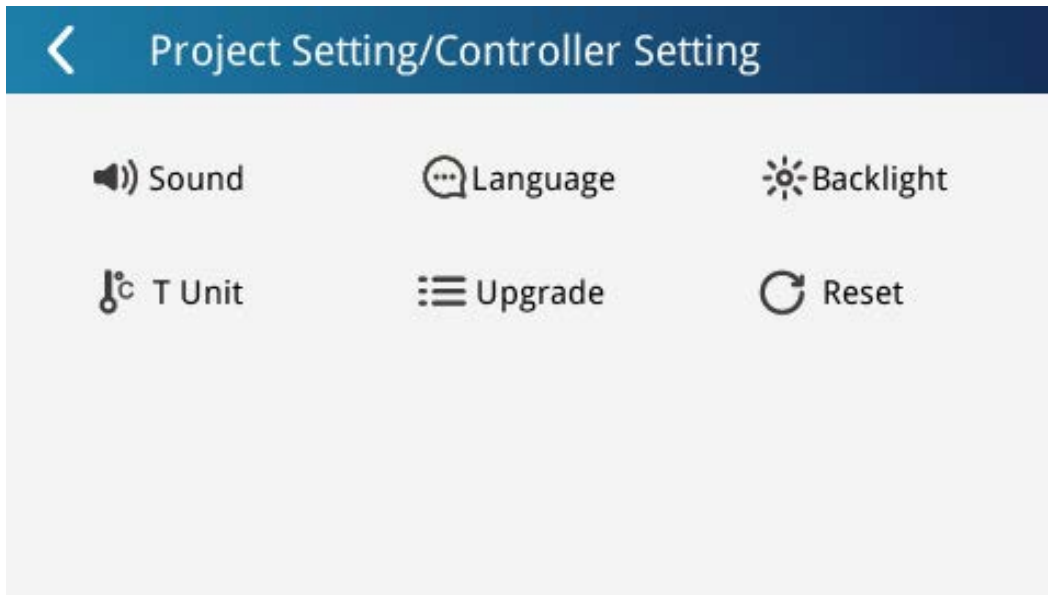 Project Setting/Controller Setting
Sound Language Backlight
°C T Unit Upgrade Reset